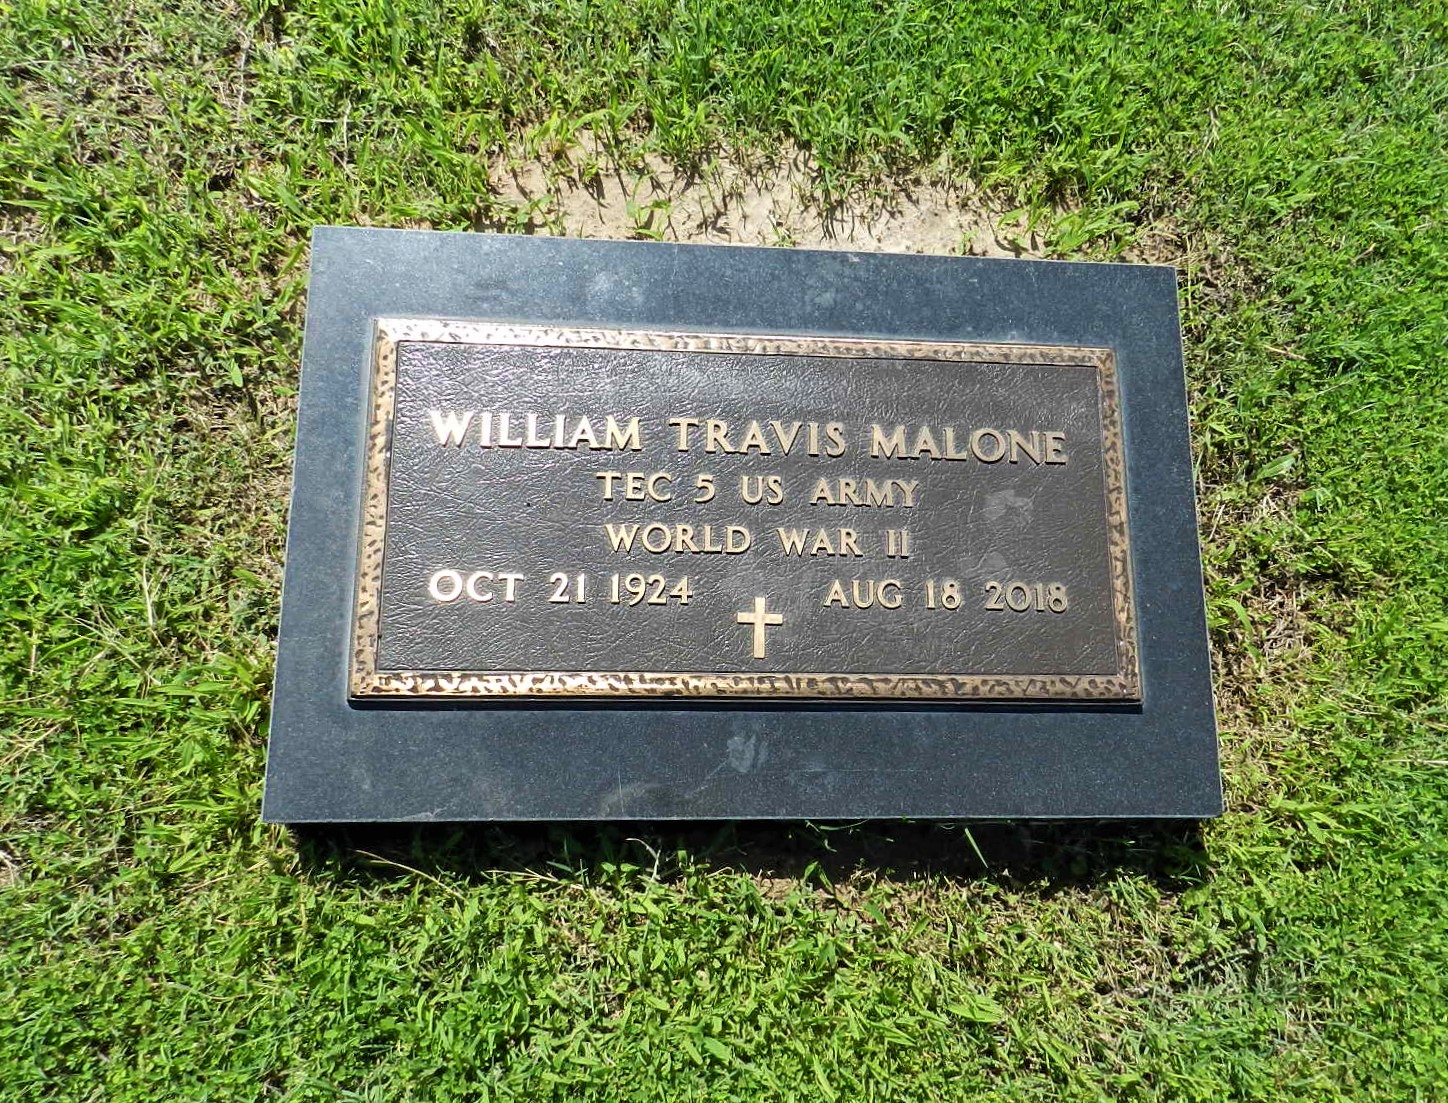 WILLIAM TRAVIS MALONE
TEC 5 US ARMY
WORLD WAR II
OCT 21 1924 AUG 18 2018